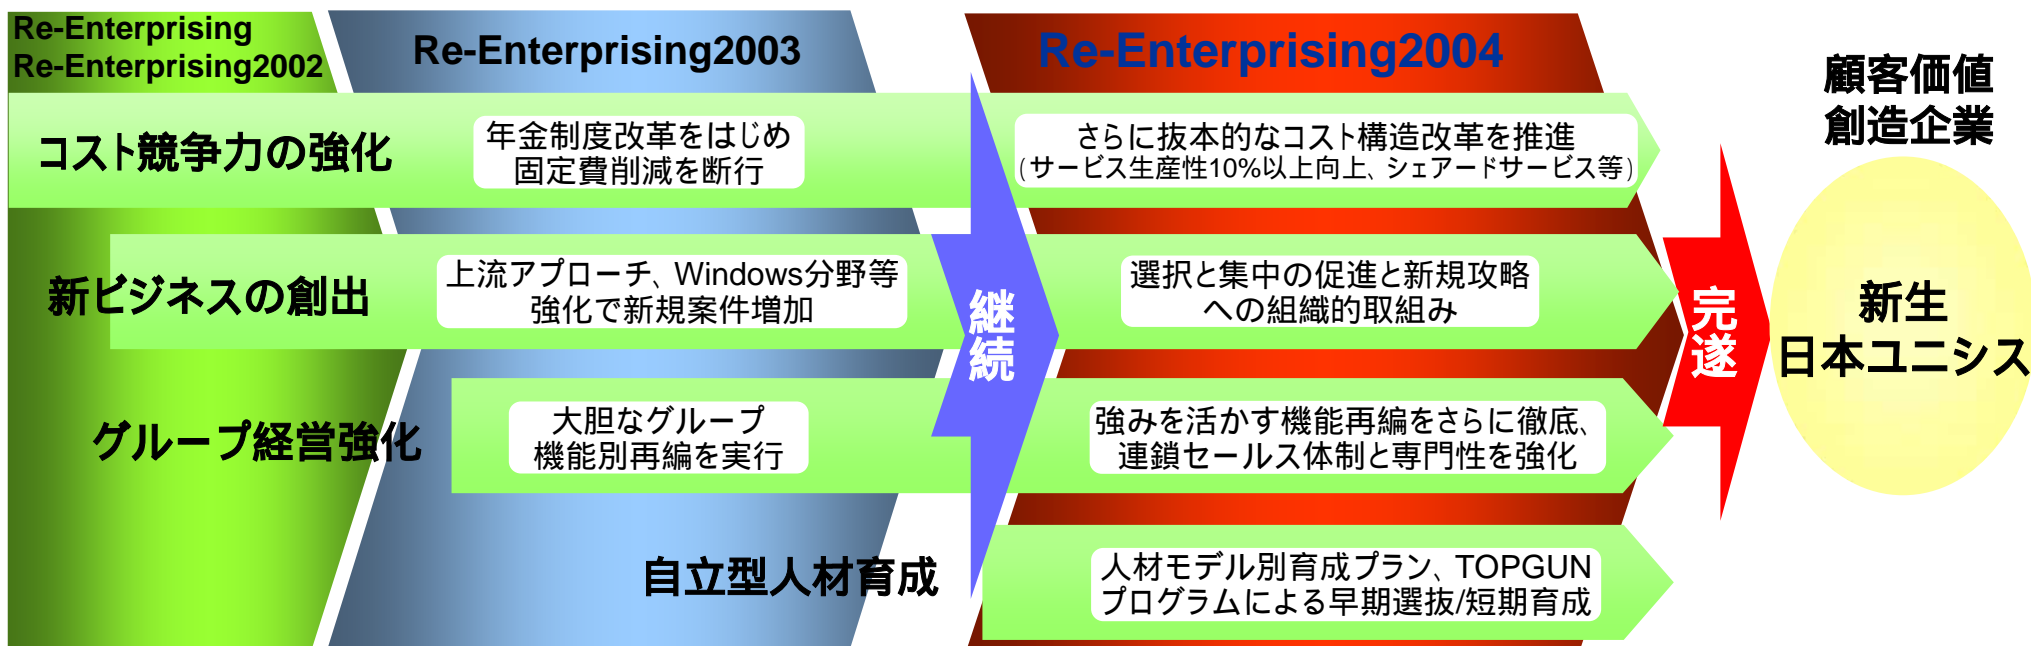 Re-Enterprising
Re-Enterprising2002
Re-Enterprising2003
Re-Enterprising2004
顧客価値
創造企業
コスト競争力の強化
年金制度改革をはじめ
固定費削減を断行
さらに抜本的なコスト構造改革を推進
(サービス生産性10%以上向上、シェアードサービス等)
新ビジネスの創出
上流アプローチ、Windows分野等
強化で新規案件増加
継続
選択と集中の促進と新規攻略
への組織的取組み
完遂
新生
日本ユニシス
グループ経営強化
大胆なグループ
機能別再編を実行
強みを活かす機能再編をさらに徹底、
連鎖セールス体制と専門性を強化
自立型人材育成
人材モデル別育成プラン、TOPGUN
プログラムによる早期選抜/短期育成